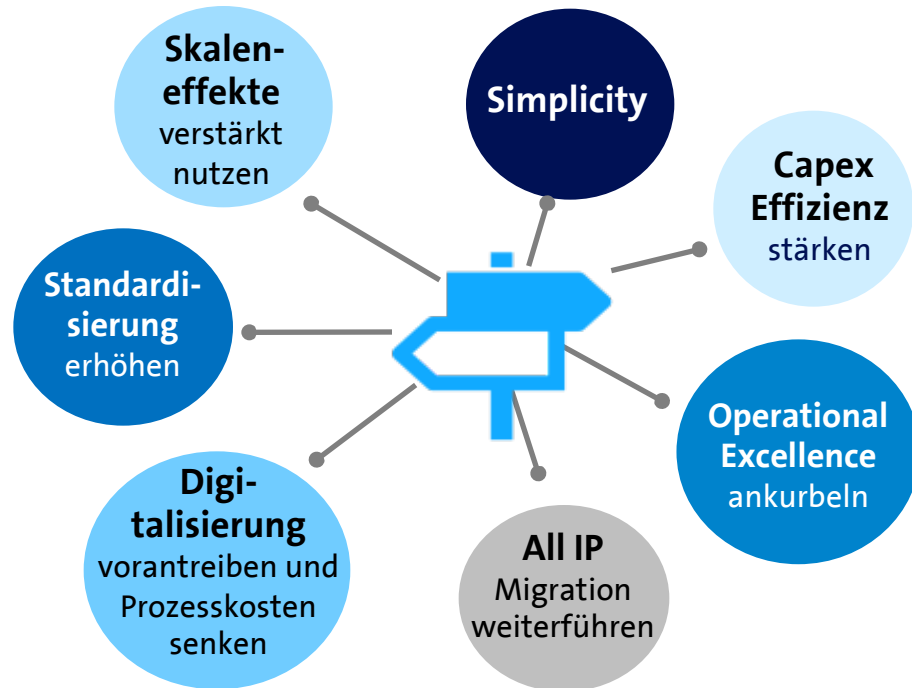 Skalen-
effekte
verstärkt
nutzen
Simplicity
Capex
Effizienz
stärken
Standardi-
sierung
erhöhen
Operational
Excellence
ankurbeln
Digi-
talisierung
vorantreiben und
Prozesskosten
senken
All IP
Migration
weiterführen